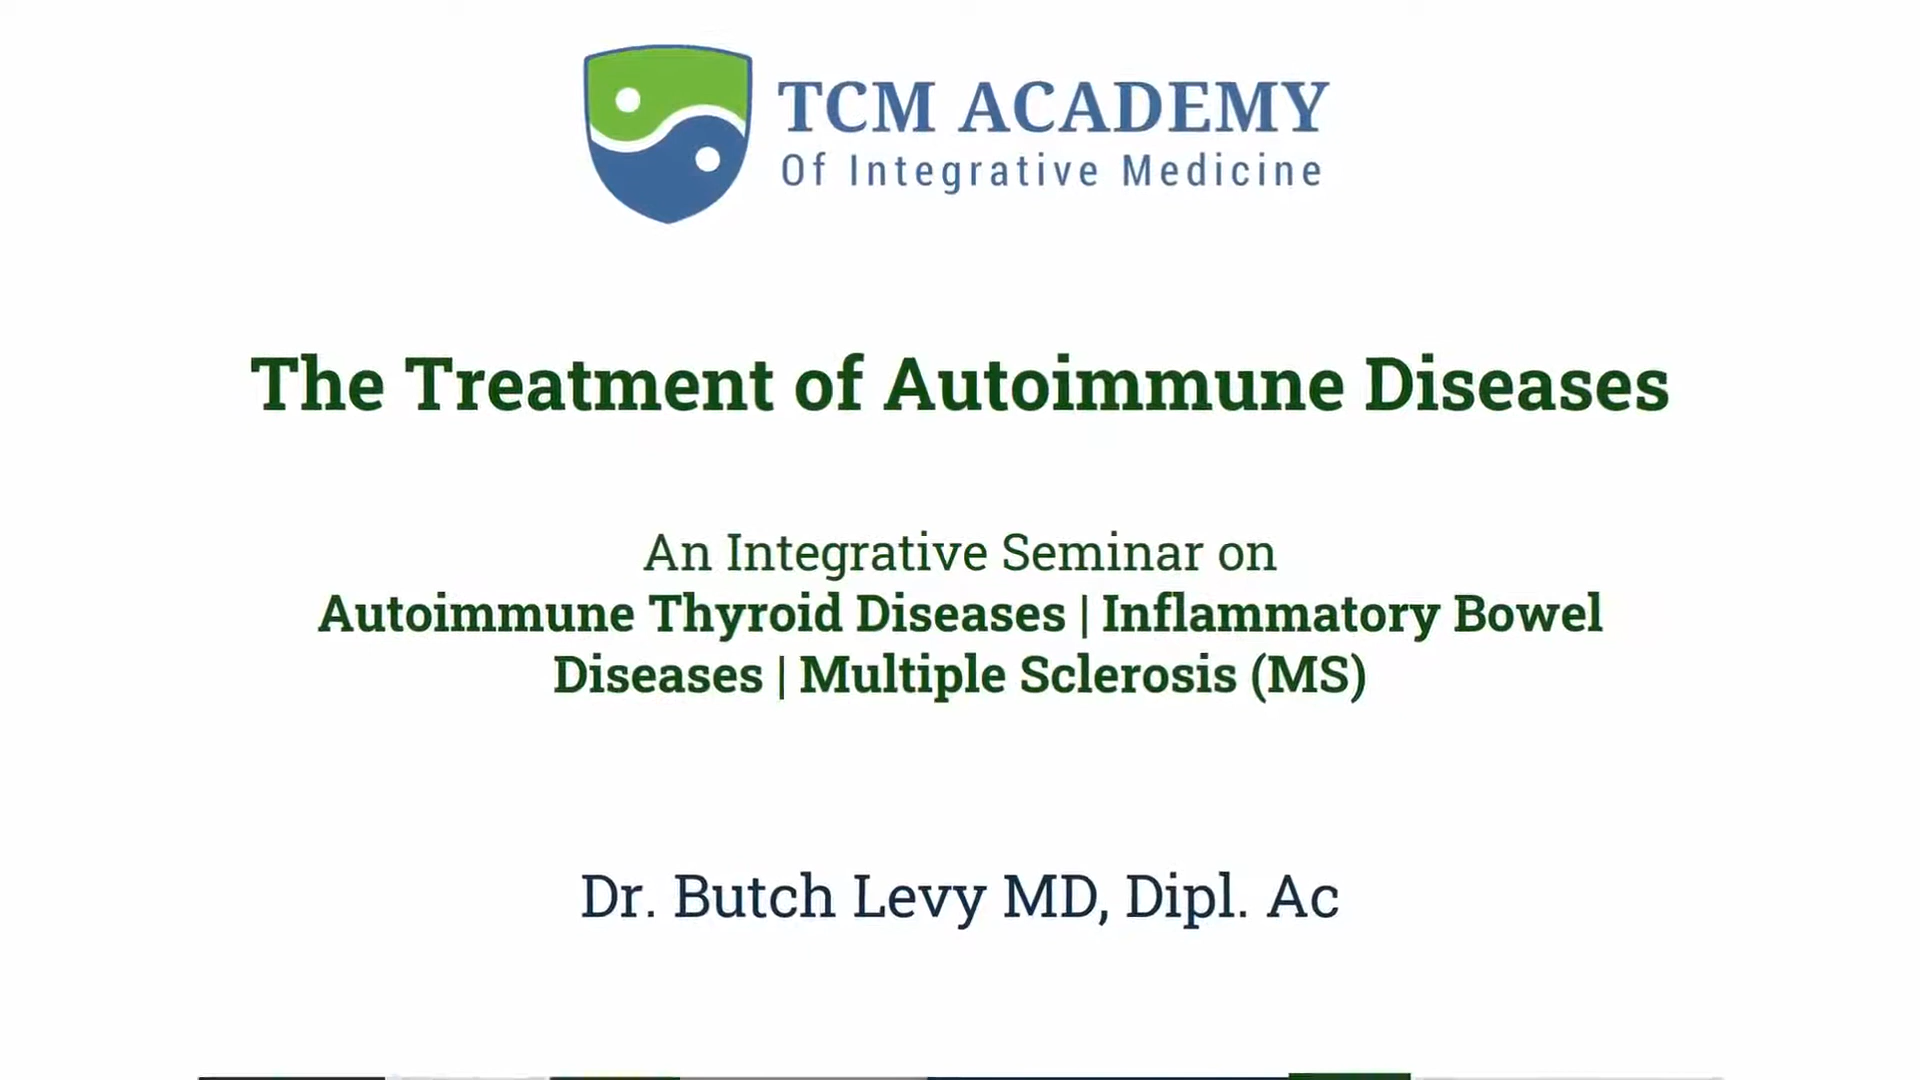 TCM ACADEMY
Of Integrative Medicine
The Treatment of Autoimmune Diseases
An Integrative Seminar on
Autoimmune Thyroid Diseases | Inflammatory Bowel
Diseases | Multiple Sclerosis (MS)
Dr. Butch Levy MD, Dipl. Ac